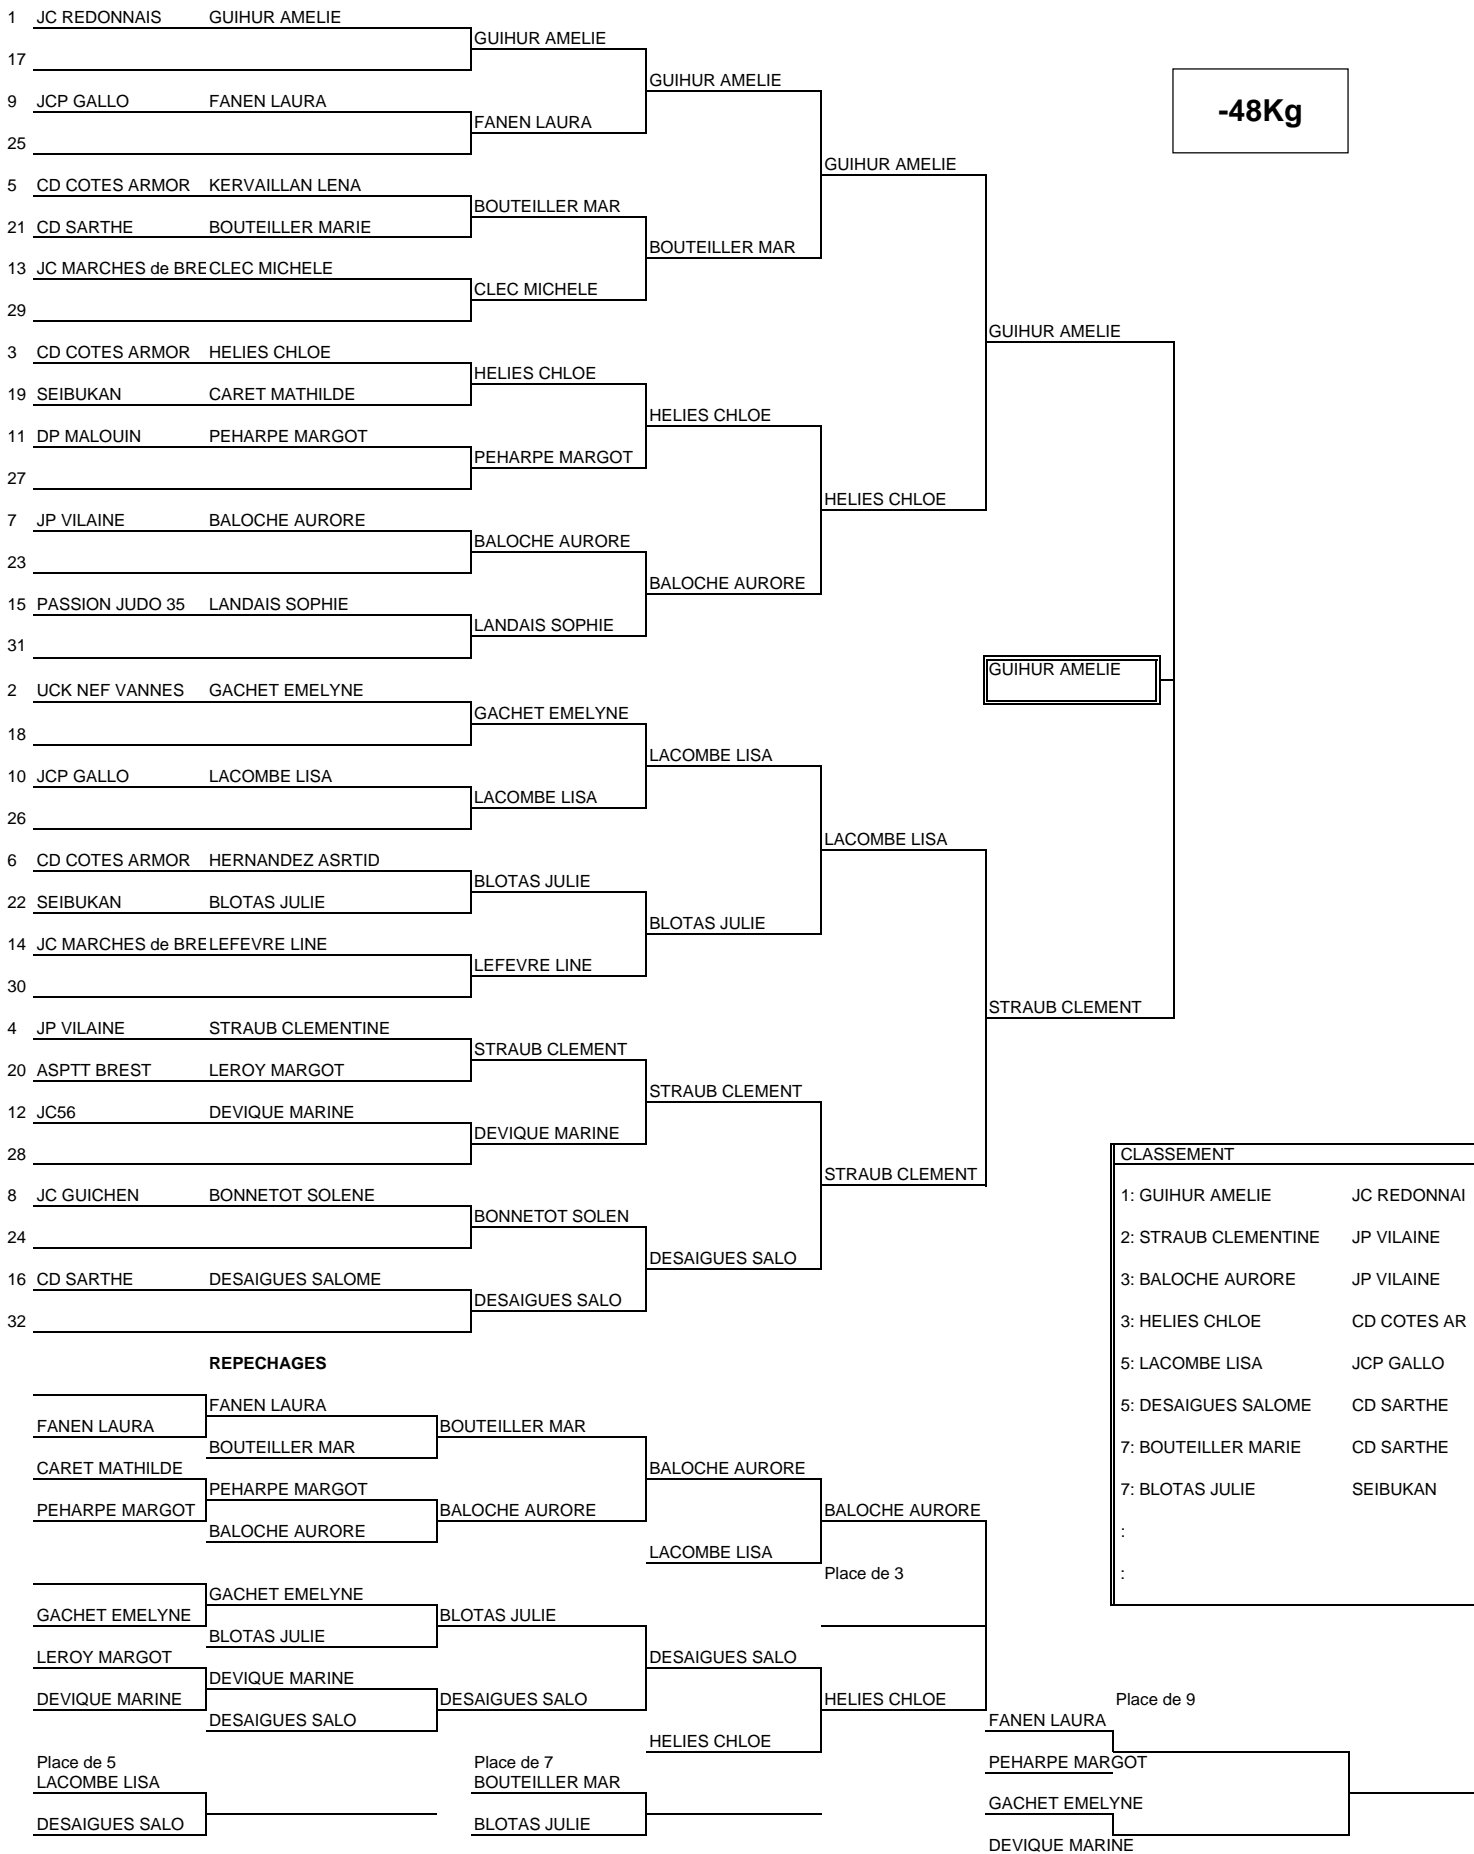 1 JC REDONNAIS GUIHUR AMELIE
GUIHUR AMELIE
17
GUIHUR AMELIE
-48Kg
9 JCP GALLO FANEN LAURA
FANEN LAURA
25
GUIHUR AMELIE
5 CD COTES ARMOR KERVAILLAN LENA
BOUTEILLER MAR
21 CD SARTHE BOUTEILLER MARIE
BOUTEILLER MAR
13 JC MARCHES de BRE CLEC MICHELE
CLEC MICHELE
29
GUIHUR AMELIE
3 CD COTES ARMOR HELIES CHLOE
HELIES CHLOE
19 SEIBUKAN CARET MATHILDE
HELIES CHLOE
11 DP MALOUIN PEHARPE MARGOT
PEHARPE MARGOT
27
HELIES CHLOE
7 JP VILAINE BALOCHE AURORE
BALOCHE AURORE
23
BALOCHE AURORE
15 PASSION JUDO 35 LANDAIS SOPHIE
LANDAIS SOPHIE
31
GUIHUR AMELIE
2 UCK NEF VANNES GACHET EMELYNE
GACHET EMELYNE
18
LACOMBE LISA
10 JCP GALLO LACOMBE LISA
LACOMBE LISA
26
LACOMBE LISA
6 CD COTES ARMOR HERNANDEZ ASRTID
BLOTAS JULIE
22 SEIBUKAN BLOTAS JULIE
BLOTAS JULIE
14 JC MARCHES de BRE LEFEVRE LINE
LEFEVRE LINE
30
STRAUB CLEMENT
4 JP VILAINE STRAUB CLEMENTINE
STRAUB CLEMENT
20 ASPTT BREST LEROY MARGOT
STRAUB CLEMENT
12 JC56 DEVIQUE MARINE
DEVIQUE MARINE
28
CLASSEMENT
STRAUB CLEMENT
8 JC GUICHEN BONNETOT SOLENE
1: GUIHUR AMELIE JC REDONNAI
BONNETOT SOLEN
24
2: STRAUB CLEMENTINE JP VILAINE
DESAIGUES SALO
16 CD SARTHE DESAIGUES SALOME
3: BALOCHE AURORE JP VILAINE
DESAIGUES SALO
32
3: HELIES CHLOE CD COTES AR
REPECHAGES
5: LACOMBE LISA JCP GALLO
FANEN LAURA
5: DESAIGUES SALOME CD SARTHE
FANEN LAURA
BOUTEILLER MAR
BOUTEILLER MAR
7: BOUTEILLER MARIE CD SARTHE
CARET MATHILDE
BALOCHE AURORE
PEHARPE MARGOT
7: BLOTAS JULIE SEIBUKAN
PEHARPE MARGOT
BALOCHE AURORE
BALOCHE AURORE
BALOCHE AURORE
:
LACOMBE LISA
Place de 3
:
GACHET EMELYNE
GACHET EMELYNE
BLOTAS JULIE
BLOTAS JULIE
LEROY MARGOT
DESAIGUES SALO
DEVIQUE MARINE
DEVIQUE MARINE
DESAIGUES SALO
HELIES CHLOE
Place de 9
DESAIGUES SALO
FANEN LAURA
HELIES CHLOE
Place de 5
Place de 7
PEHARPE MARGOT
LACOMBE LISA
BOUTEILLER MAR
GACHET EMELYNE
DESAIGUES SALO
BLOTAS JULIE
DEVIQUE MARINE